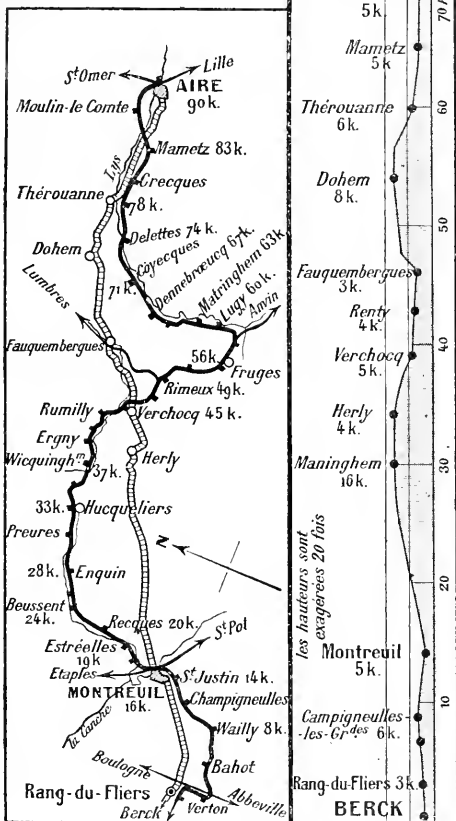 St Omer
Lille
AIRE
90k.
Moulin-le Comte
Lys
Mametz 83k.
Crecques
Thérouanne
78k.
Delettes 74k.
Dohem
Coyecques
71k.
Dennebrœucq 67k.
Matringhem 63k.
Lugy 60k.
Anvin
Lumbres
Fauquembergues
56k.
Fruges
Rimeux 49k.
Rumilly
Verchocq 45k.
Ergny
Wicquinghm
37k.
Herly
33k.
Hucqueliers
Preures
N
28k.
Enquin
Beussent
24k.
Recques 20k.
St Pol
Estréelles
19k
Etaples
St Justin 14k.
MONTREUIL
16k.
Champigneulles
la Canche
Wailly 8k.
Boulogne
Bahot
Rang-du-Fliers
Abbeville
Berck
Verton
5k.
70
Mametz
5k
Thérouanne
6k.
60
Dohem
8k.
50
Fauquembergues
3k.
Renty
4k.
Verchocq
5k.
40
Herly
4k.
Maninghem
16k.
30
les hauteurs sont
exagérées 20 fois
20
Montreuil
5k.
Campigneulles-
-les-Grdes 6k.
10
Rang-du-Fliers 3k.
BERCK